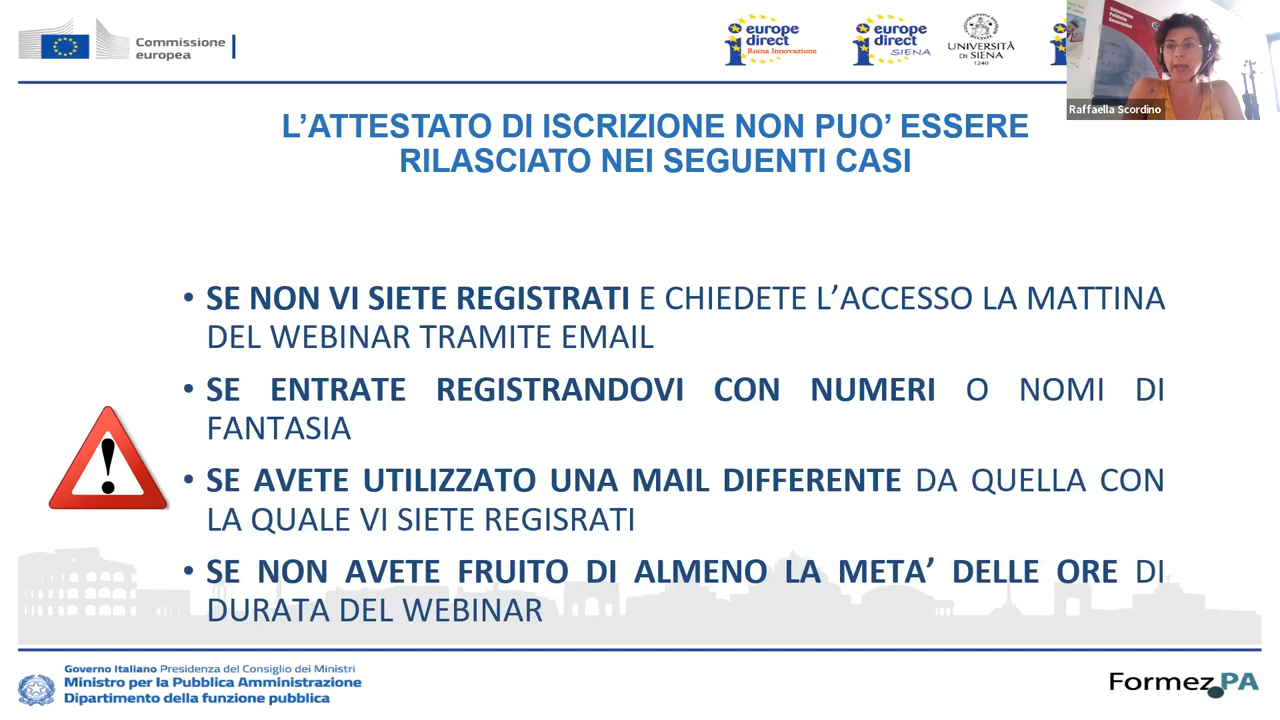 Commissione
europea
europe
direct
Roma Innovazione
europe
direct
SIENA
UNIVERSITÀ
DI SIENA
1240
Raffaella Scordino
L’ATTESTATO DI ISCRIZIONE NON PUO’ ESSERE
RILASCIATO NEI SEGUENTI CASI
• SE NON VI SIETE REGISTRATI E CHIEDETE L’ACCESSO LA MATTINA
DEL WEBINAR TRAMITE EMAIL
• SE ENTRATE REGISTRANDOVI CON NUMERI O NOMI DI
FANTASIA
• SE AVETE UTILIZZATO UNA MAIL DIFFERENTE DA QUELLA CON
LA QUALE VI SIETE REGISRATI
• SE NON AVETE FRUITO DI ALMENO LA META’ DELLE ORE DI
DURATA DEL WEBINAR
Governo Italiano Presidenza del Consiglio dei Ministri
Ministro per la Pubblica Amministrazione
Dipartimento della funzione pubblica
Formez PA